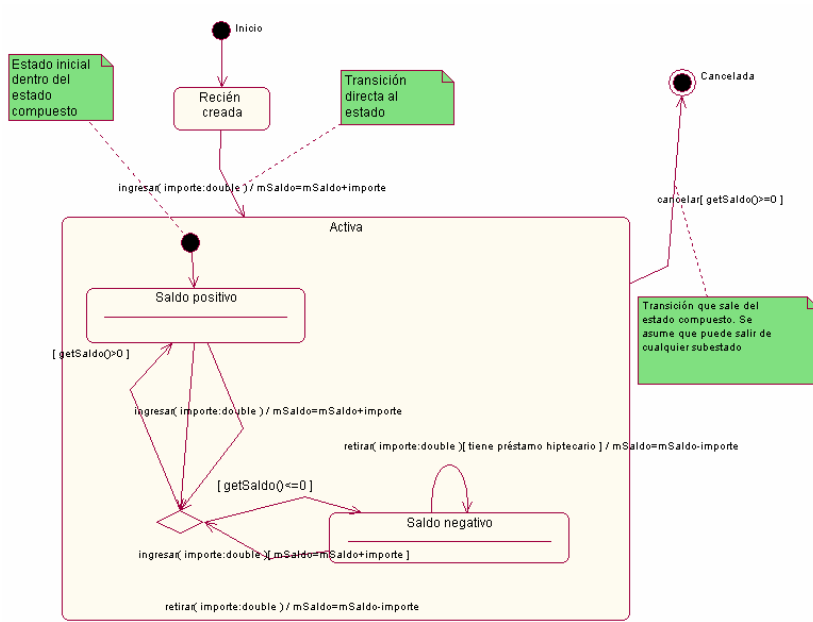 Inicio
Estado inicial
dentro del
estado
compuesto
Transición
directa al
estado
Cancelada
Recién
creada
ingresar( importe:double ) / mSaldo=mSaldo+importe
cancelar[ getSaldo()>=0 ]
Activa
Saldo positivo
Transición que sale del
estado compuesto. Se
asume que puede salir de
cualquier subestado
[ getSaldo()>0 ]
ingresar( importe:double ) / mSaldo=mSaldo+importe
retirar( importe:double )[ tiene préstamo hiptecario ] / mSaldo=mSaldo-importe
[ getSaldo()<=0 ]
Saldo negativo
ingresar( importe:double )[ mSaldo=mSaldo+importe ]
retirar( importe:double ) / mSaldo=mSaldo-importe